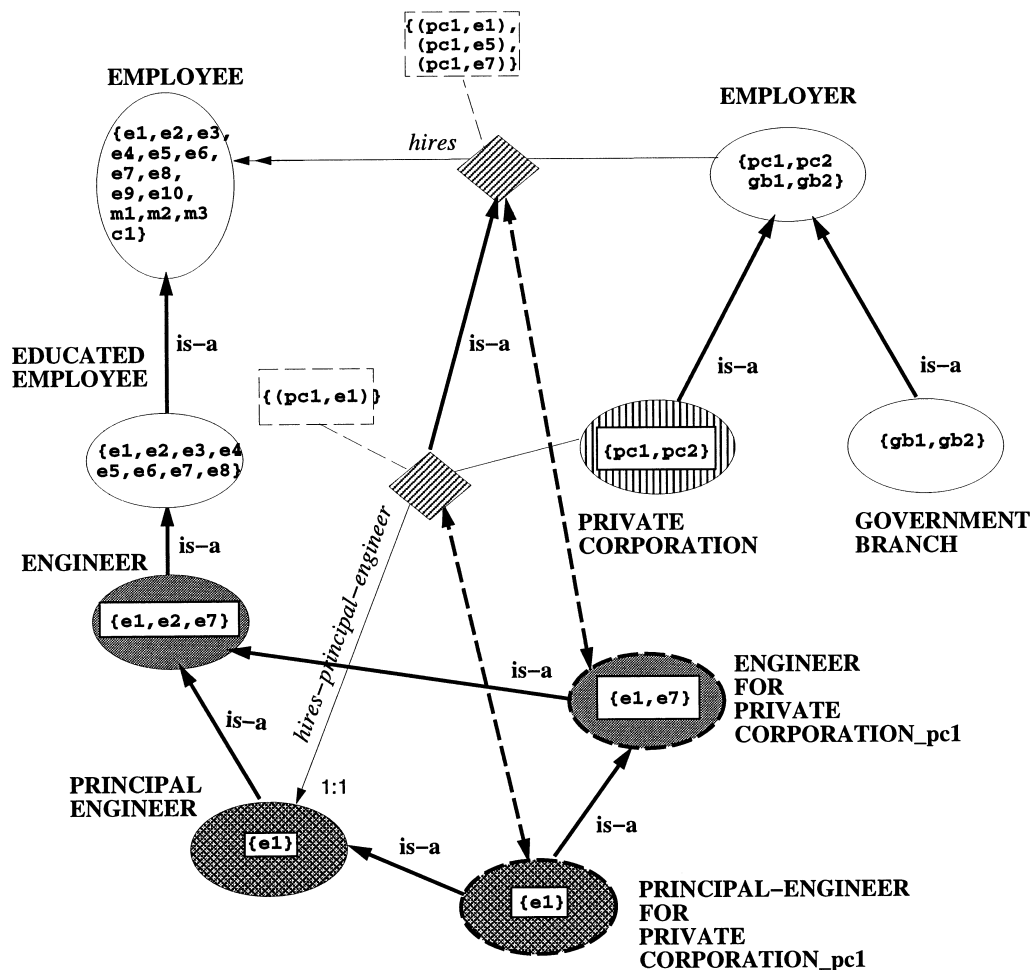 {(pc1,e1),
(pc1,e5),
(pc1,e7)}
EMPLOYEE
EMPLOYER
{e1,e2,e3,
e4,e5,e6,
e7,e8,
e9,e10,
m1,m2,m3
c1}
hires
{pc1,pc2
gb1,gb2}
is-a
is-a
is-a
is-a
EDUCATED
EMPLOYEE
{(pc1,e1)}
{e1,e2,e3,e4
e5,e6,e7,e8}
{pc1,pc2}
{gb1,gb2}
PRIVATE
CORPORATION
GOVERNMENT
BRANCH
is-a
ENGINEER
{e1,e2,e7}
hires-principal-engineer
is-a
{e1,e7}
ENGINEER
FOR
PRIVATE
CORPORATION_pc1
is-a
PRINCIPAL
ENGINEER
1:1
{e1}
is-a
is-a
{e1}
PRINCIPAL-ENGINEER
FOR
PRIVATE
CORPORATION_pc1